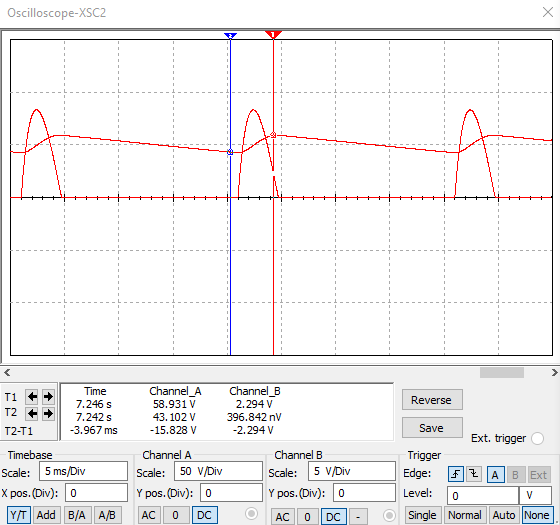 Oscilloscope-XSC2
2
1
Time Channel_A Channel_B
T1 7.246 s 58.931 V 2.294 V
T2 7.242 s 43.102 V 396.842 nV
T2-T1 -3.967 ms -15.828 V -2.294 V
Reverse
Save
Ext. trigger
Timebase Channel A Channel B Trigger
Scale: 5 ms/Div Scale: 50 V/Div Scale: 5 V/Div Edge: A B Ext
X pos.(Div): 0 Y pos.(Div): 0 Y pos.(Div): 0 Level: 0 V
Y/T Add B/A A/B AC 0 DC AC 0 DC - Single Normal Auto None